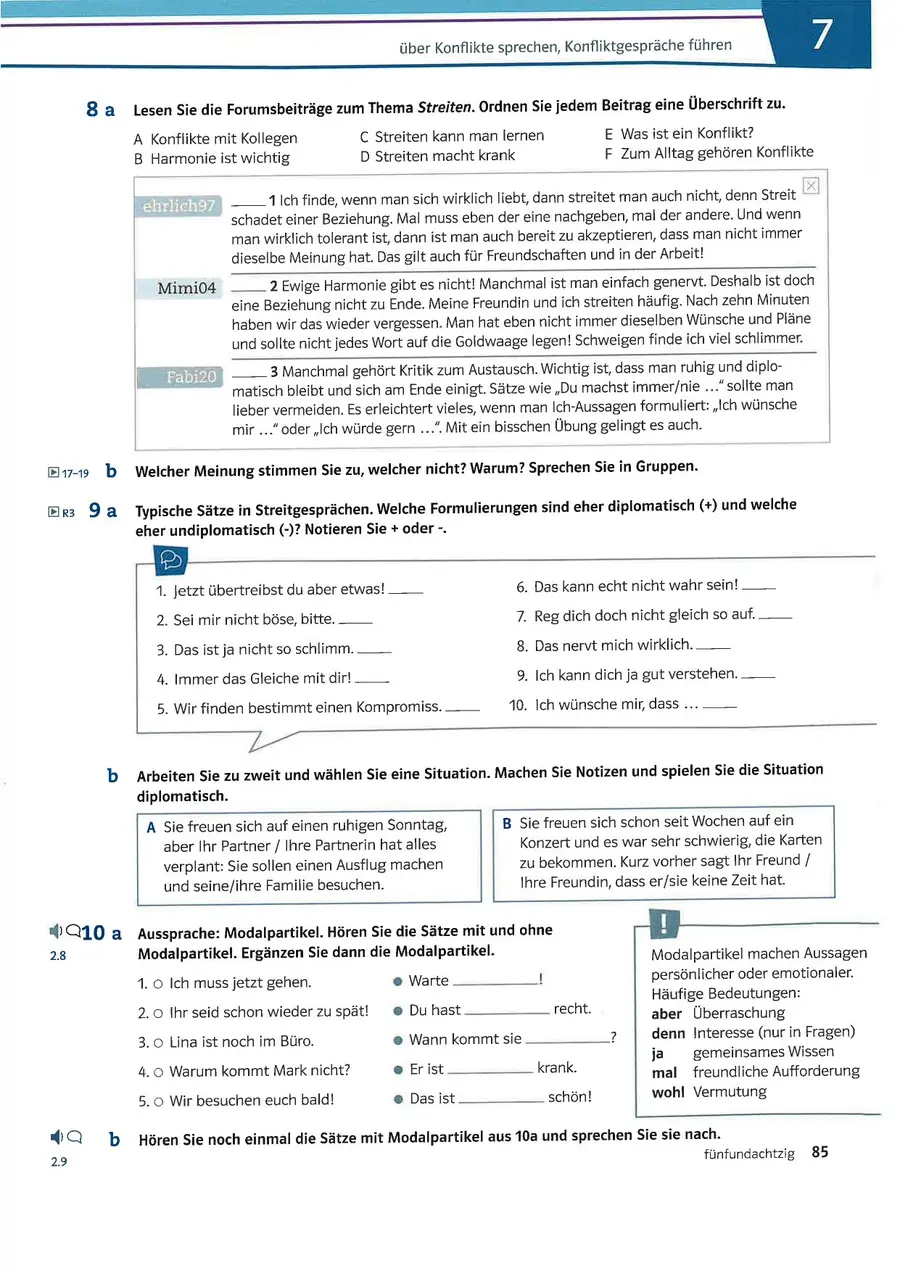 über Konflikte sprechen, Konfliktgespräche führen
7
8 a Lesen Sie die Forumsbeiträge zum Thema Streiten. Ordnen Sie jedem Beitrag eine Überschrift zu.
A Konflikte mit Kollegen C Streiten kann man lernen E Was ist ein Konflikt?
B Harmonie ist wichtig D Streiten macht krank F Zum Alltag gehören Konflikte
ehrlich97 _____ 1 Ich finde, wenn man sich wirklich liebt, dann streitet man auch nicht, denn Streit
schadet einer Beziehung. Mal muss eben der eine nachgeben, mal der andere. Und wenn
man wirklich tolerant ist, dann ist man auch bereit zu akzeptieren, dass man nicht immer
dieselbe Meinung hat. Das gilt auch für Freundschaften und in der Arbeit!
Mimi04 _____ 2 Ewige Harmonie gibt es nicht! Manchmal ist man einfach genervt. Deshalb ist doch
eine Beziehung nicht zu Ende. Meine Freundin und ich streiten häufig. Nach zehn Minuten
haben wir das wieder vergessen. Man hat eben nicht immer dieselben Wünsche und Pläne
und sollte nicht jedes Wort auf die Goldwaage legen! Schweigen finde ich viel schlimmer.
Fabi20 _____ 3 Manchmal gehört Kritik zum Austausch. Wichtig ist, dass man ruhig und diplo-
matisch bleibt und sich am Ende einigt. Sätze wie „Du machst immer/nie …“ sollte man
lieber vermeiden. Es erleichtert vieles, wenn man Ich-Aussagen formuliert: „Ich wünsche
mir …“ oder „Ich würde gern …“. Mit ein bisschen Übung gelingt es auch.
17–19 b Welcher Meinung stimmen Sie zu, welcher nicht? Warum? Sprechen Sie in Gruppen.
R3 9 a Typische Sätze in Streitgesprächen. Welche Formulierungen sind eher diplomatisch (+) und welche
eher undiplomatisch (-)? Notieren Sie + oder -.
1. Jetzt übertreibst du aber etwas! _____ 6. Das kann echt nicht wahr sein! _____
2. Sei mir nicht böse, bitte. _____ 7. Reg dich doch nicht gleich so auf. _____
3. Das ist ja nicht so schlimm. _____ 8. Das nervt mich wirklich. _____
4. Immer das Gleiche mit dir! _____ 9. Ich kann dich ja gut verstehen. _____
5. Wir finden bestimmt einen Kompromiss. _____ 10. Ich wünsche mir, dass … _____
b Arbeiten Sie zu zweit und wählen Sie eine Situation. Machen Sie Notizen und spielen Sie die Situation
diplomatisch.
A Sie freuen sich auf einen ruhigen Sonntag,
aber Ihr Partner / Ihre Partnerin hat alles
verplant: Sie sollen einen Ausflug machen
und seine/ihre Familie besuchen.
B Sie freuen sich schon seit Wochen auf ein
Konzert und es war sehr schwierig, die Karten
zu bekommen. Kurz vorher sagt Ihr Freund /
Ihre Freundin, dass er/sie keine Zeit hat.
10 a Aussprache: Modalpartikel. Hören Sie die Sätze mit und ohne
2.8 Modalpartikel. Ergänzen Sie dann die Modalpartikel.
1. ○ Ich muss jetzt gehen. ● Warte __________!
2. ○ Ihr seid schon wieder zu spät! ● Du hast __________ recht.
3. ○ Lina ist noch im Büro. ● Wann kommt sie __________?
4. ○ Warum kommt Mark nicht? ● Er ist __________ krank.
5. ○ Wir besuchen euch bald! ● Das ist __________ schön!
!
Modalpartikel machen Aussagen
persönlicher oder emotionaler.
Häufige Bedeutungen:
aber Überraschung
denn Interesse (nur in Fragen)
ja gemeinsames Wissen
mal freundliche Aufforderung
wohl Vermutung
b Hören Sie noch einmal die Sätze mit Modalpartikel aus 10a und sprechen Sie sie nach.
2.9
fünfundachtzig 85